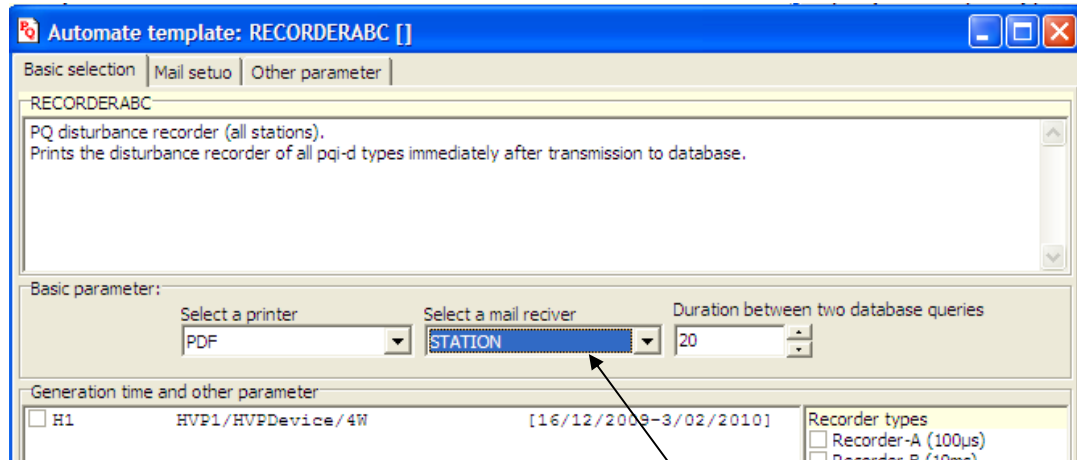 Automate template: RECORDERABC []
Basic selection Mail setuo Other parameter
RECORDERABC
PQ disturbance recorder (all stations).
Prints the disturbance recorder of all pqi-d types immediately after transmission to database.
Basic parameter:
Select a printer Select a mail reciver Duration between two database queries
PDF STATION 20
Generation time and other parameter
H1 HVP1/HVPDevice/4W [16/12/2009-3/02/2010] Recorder types
Recorder-A (100µs)
Recorder-B (10ms)